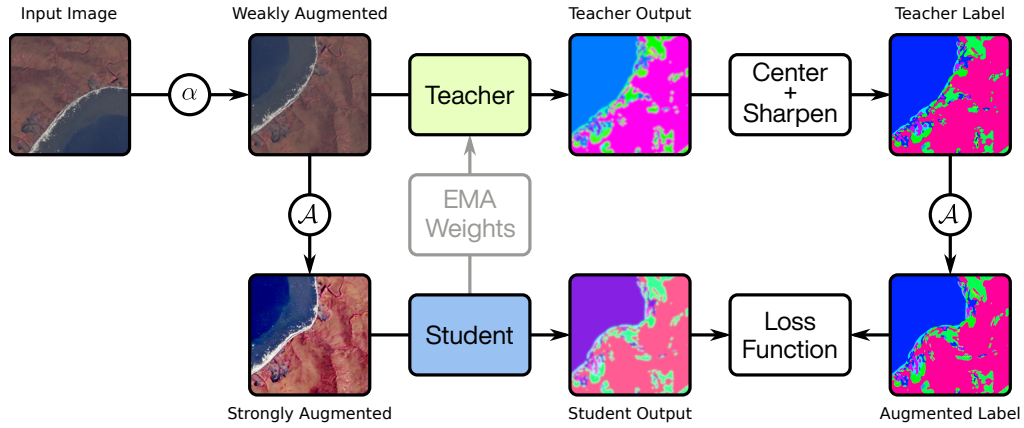 Input Image
Weakly Augmented
Teacher Output
Teacher Label
α
Teacher
Center
+
Sharpen
EMA
Weights
𝒜
𝒜
Student
Loss
Function
Strongly Augmented
Student Output
Augmented Label